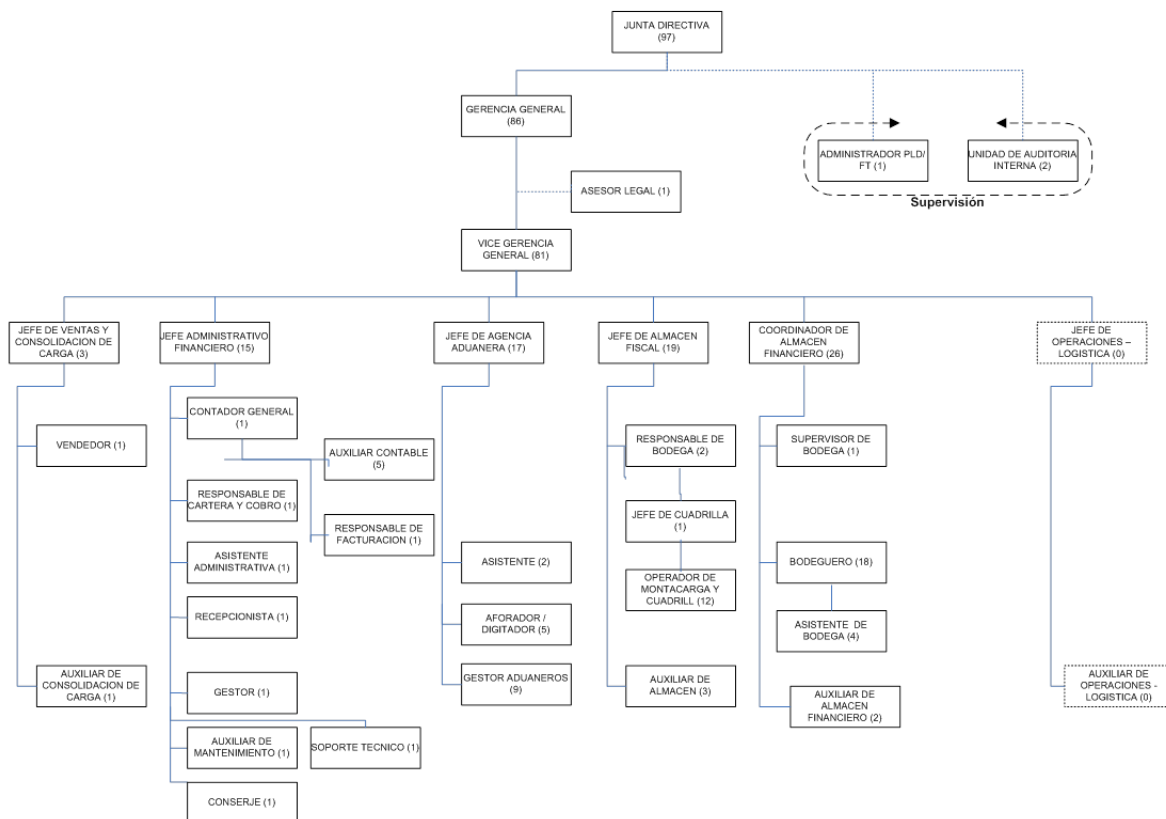 JUNTA DIRECTIVA
(97)
GERENCIA GENERAL
(86)
ADMINISTRADOR PLD/
FT (1)
UNIDAD DE AUDITORIA
INTERNA (2)
Supervisión
ASESOR LEGAL (1)
VICE GERENCIA
GENERAL (81)
JEFE DE VENTAS Y
CONSOLIDACION DE
CARGA (3)
JEFE ADMINISTRATIVO
FINANCIERO (15)
JEFE DE AGENCIA
ADUANERA (17)
JEFE DE ALMACEN
FISCAL (19)
COORDINADOR DE
ALMACEN
FINANCIERO (26)
JEFE DE
OPERACIONES –
LOGISTICA (0)
VENDEDOR (1)
AUXILIAR DE
CONSOLIDACION DE
CARGA (1)
CONTADOR GENERAL
(1)
AUXILIAR CONTABLE
(5)
RESPONSABLE DE
CARTERA Y COBRO (1)
RESPONSABLE DE
FACTURACION (1)
ASISTENTE
ADMINISTRATIVA (1)
RECEPCIONISTA (1)
GESTOR (1)
AUXILIAR DE
MANTENIMIENTO (1)
SOPORTE TECNICO (1)
CONSERJE (1)
ASISTENTE (2)
AFORADOR /
DIGITADOR (5)
GESTOR ADUANEROS
(9)
RESPONSABLE DE
BODEGA (2)
JEFE DE CUADRILLA
(1)
OPERADOR DE
MONTACARGA Y
CUADRILL (12)
AUXILIAR DE
ALMACEN (3)
SUPERVISOR DE
BODEGA (1)
BODEGUERO (18)
ASISTENTE DE
BODEGA (4)
AUXILIAR DE
ALMACEN
FINANCIERO (2)
AUXILIAR DE
OPERACIONES -
LOGISTICA (0)